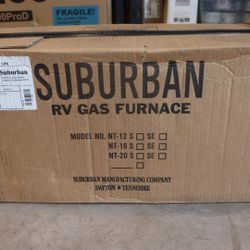 00ProD
FRAGILE!
Suburban
SUBURBAN
RV GAS FURNACE
MODEL NO. NT-12 S □ SE □
NT-16 S □ SE □
NT-20 S □ SE □
SUBURBAN MANUFACTURING COMPANY
DAYTON, TENNESSEE